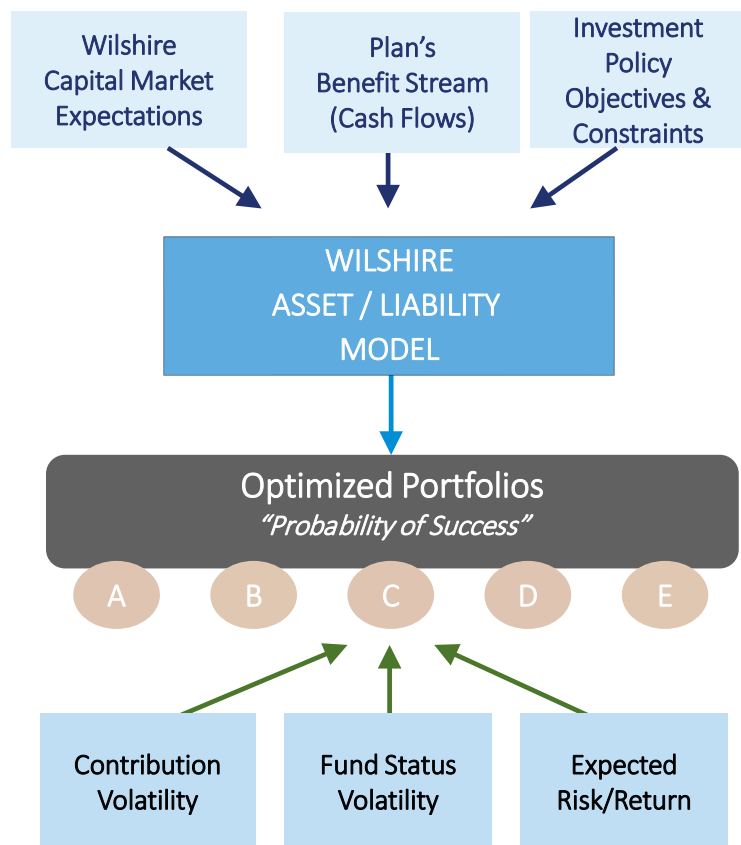 Wilshire
Capital Market
Expectations
Plan’s
Benefit Stream
(Cash Flows)
Investment
Policy
Objectives &
Constraints
WILSHIRE
ASSET / LIABILITY
MODEL
Optimized Portfolios
“Probability of Success”
A
B
C
D
E
Contribution
Volatility
Fund Status
Volatility
Expected
Risk/Return